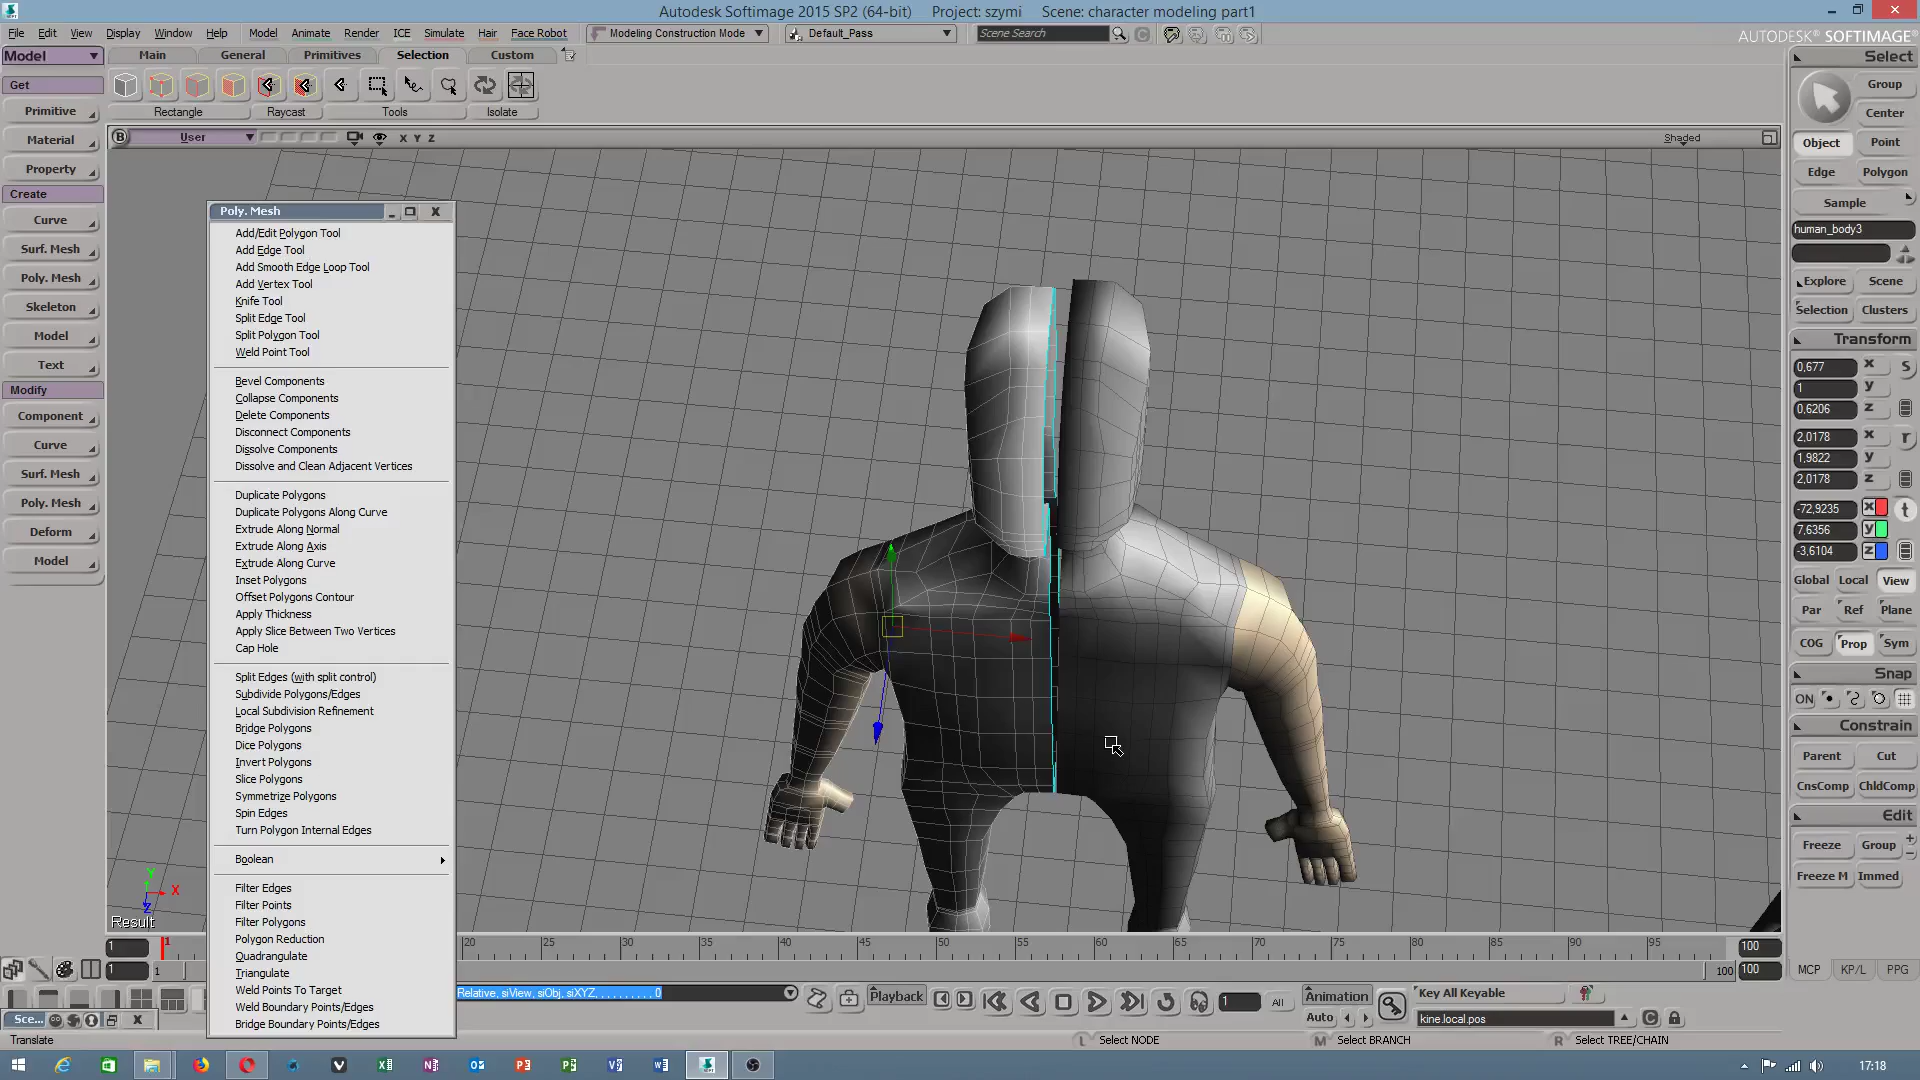 Autodesk Softimage 2015 SP2 (64-bit)    Project: szymi    Scene: character modeling part1
File Edit View Display Window Help Model Animate Render ICE Simulate Hair Face Robot Modeling Construction Mode Default_Pass Scene Search AUTODESK® SOFTIMAGE®
Model Main General Primitives Selection Custom Select
Get
Group
Primitive Rectangle Raycast Tools Isolate Center
Material B User X Y Z Shaded Object Point
Property Edge Polygon
Create Sample
Curve Poly. Mesh human_body3
Surf. Mesh
Poly. Mesh Explore Scene
Skeleton Selection Clusters
Model Transform
Text 0,677 x s
1 y
Modify 0,6206 z
Component 2,0178 x r
Curve 1,9822 y
Surf. Mesh 2,0178 z
Poly. Mesh -72,9235 x t
Deform 7,6356 y
Model -3,6104 z
Add/Edit Polygon Tool
Add Edge Tool
Add Smooth Edge Loop Tool
Add Vertex Tool
Knife Tool
Split Edge Tool
Split Polygon Tool
Weld Point Tool
Bevel Components
Collapse Components
Delete Components
Disconnect Components
Dissolve Components
Dissolve and Clean Adjacent Vertices
Duplicate Polygons
Duplicate Polygons Along Curve
Extrude Along Normal
Extrude Along Axis
Extrude Along Curve
Inset Polygons
Offset Polygons Contour
Apply Thickness
Apply Slice Between Two Vertices
Cap Hole
Split Edges (with split control)
Subdivide Polygons/Edges
Local Subdivision Refinement
Bridge Polygons
Dice Polygons
Invert Polygons
Slice Polygons
Symmetrize Polygons
Spin Edges
Turn Polygon Internal Edges
Boolean
Filter Edges
Filter Points
Filter Polygons
Polygon Reduction
Quadrangulate
Triangulate
Weld Points To Target
Weld Boundary Points/Edges
Bridge Boundary Points/Edges
Global Local View
Par Ref Plane
COG Prop Sym
Snap
ON
Constrain
Parent Cut
CnsComp ChldComp
Edit
Freeze Group + −
Freeze M Immed
Y X Z
Result
1 1 20 25 30 35 40 45 50 55 60 65 70 75 80 85 90 95 100
1 1 100 100 MCP KP/L PPG
Relative, siView, siObj, siXYZ, , , , , , , , , , 0 Playback 1 All Animation Key All Keyable
Sce... Auto kine.local.pos
Translate L Select NODE M Select BRANCH R Select TREE/CHAIN
17:18